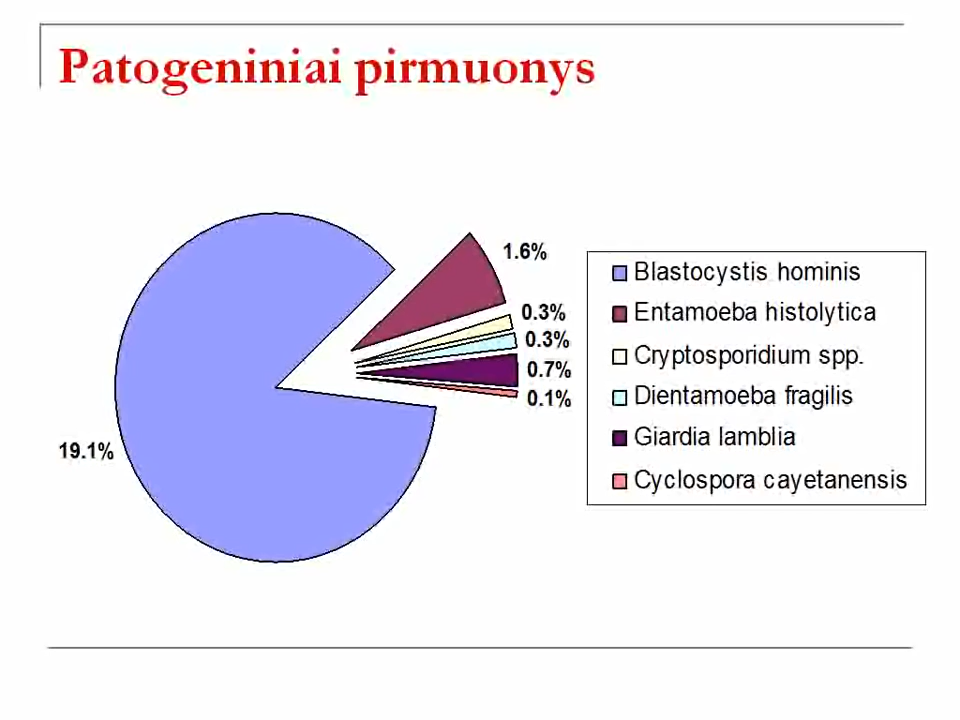 Patogeniniai pirmuonys
1.6%
0.3%
0.3%
0.7%
0.1%
19.1%
Blastocystis hominis
Entamoeba histolytica
Cryptosporidium spp.
Dientamoeba fragilis
Giardia lamblia
Cyclospora cayetanensis